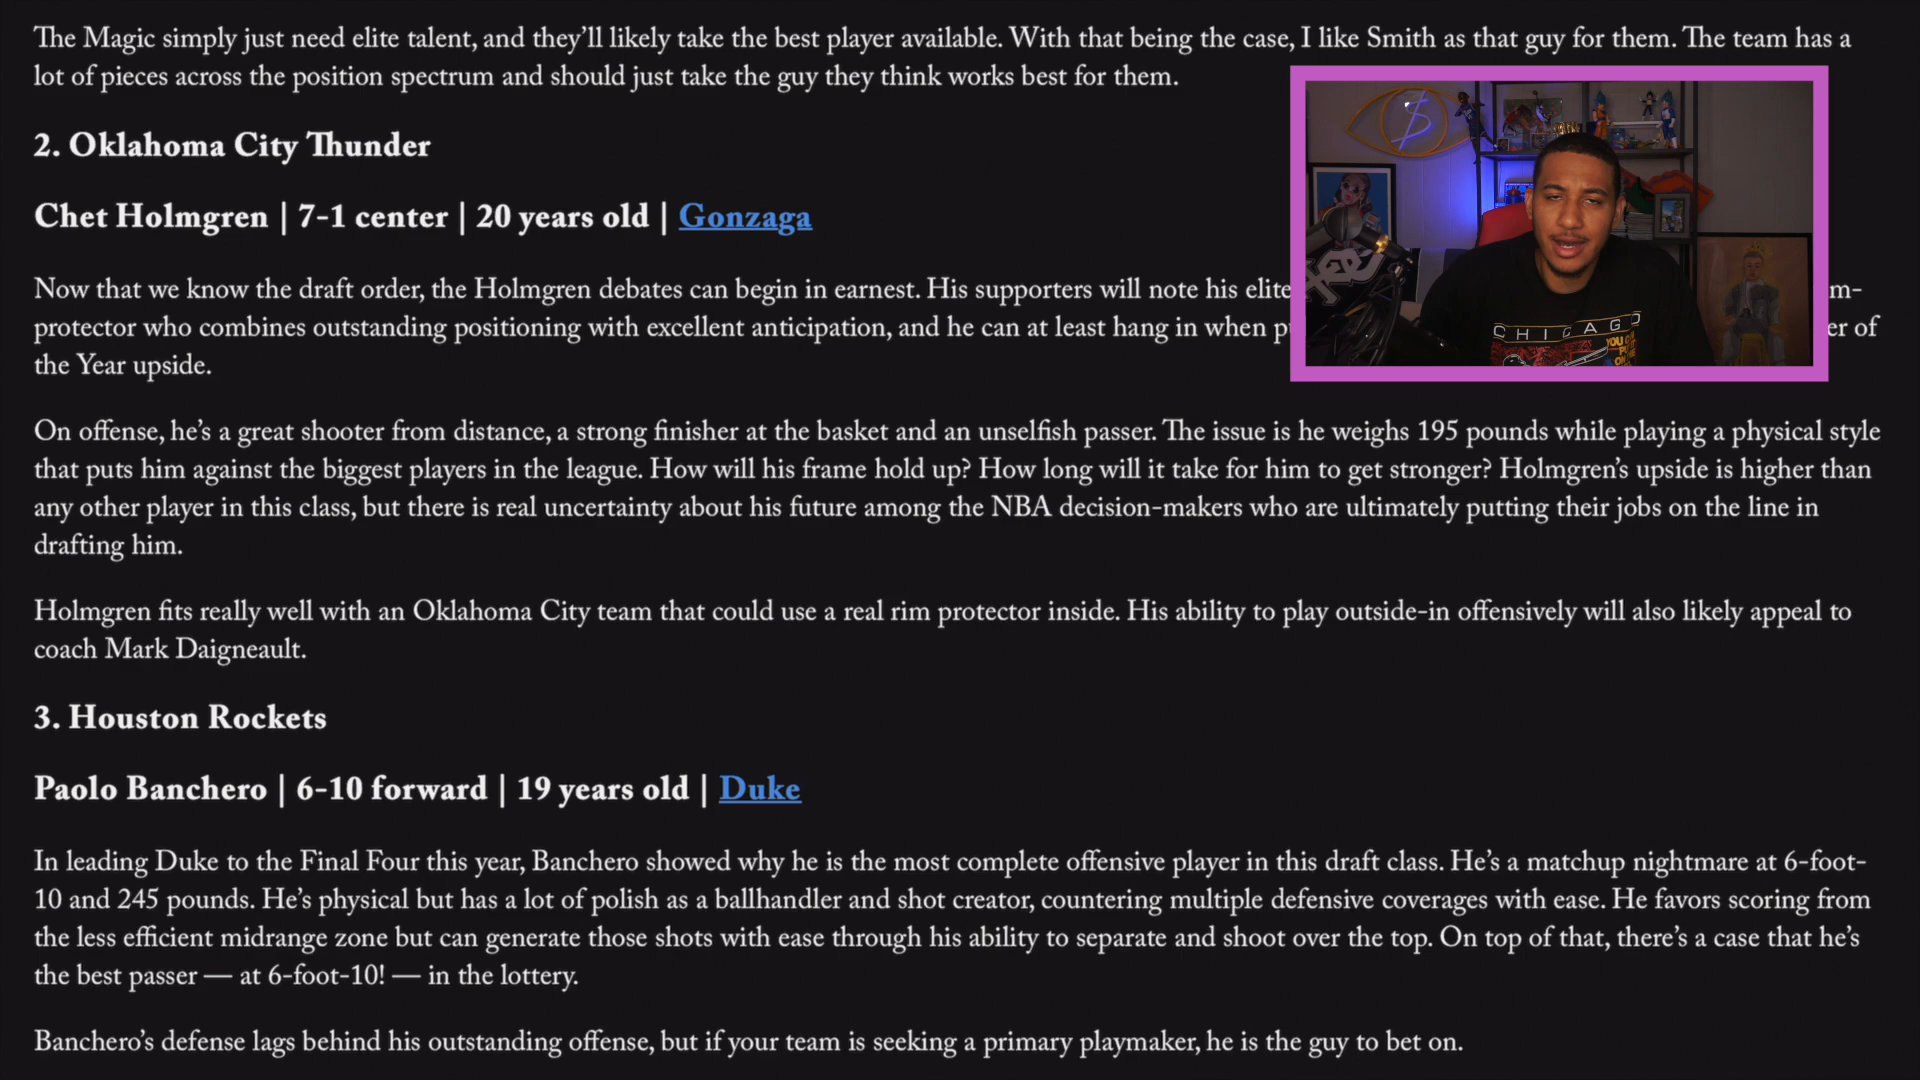 The Magic simply just need elite talent, and they'll likely take the best player available. With that being the case, I like Smith as that guy for them. The team has a
lot of pieces across the position spectrum and should just take the guy they think works best for them.
2. Oklahoma City Thunder
Chet Holmgren | 7-1 center | 20 years old | Gonzaga
Now that we know the draft order, the Holmgren debates can begin in earnest. His supporters will note his elite m-
protector who combines outstanding positioning with excellent anticipation, and he can at least hang in when er of
the Year upside.
CHICAGO
On offense, he's a great shooter from distance, a strong finisher at the basket and an unselfish passer. The issue is he weighs 195 pounds while playing a physical style
that puts him against the biggest players in the league. How will his frame hold up? How long will it take for him to get stronger? Holmgren's upside is higher than
any other player in this class, but there is real uncertainty about his future among the NBA decision-makers who are ultimately putting their jobs on the line in
drafting him.
Holmgren fits really well with an Oklahoma City team that could use a real rim protector inside. His ability to play outside-in offensively will also likely appeal to
coach Mark Daigneault.
3. Houston Rockets
Paolo Banchero | 6-10 forward | 19 years old | Duke
In leading Duke to the Final Four this year, Banchero showed why he is the most complete offensive player in this draft class. He's a matchup nightmare at 6-foot-
10 and 245 pounds. He's physical but has a lot of polish as a ballhandler and shot creator, countering multiple defensive coverages with ease. He favors scoring from
the less efficient midrange zone but can generate those shots with ease through his ability to separate and shoot over the top. On top of that, there's a case that he's
the best passer — at 6-foot-10! — in the lottery.
Banchero's defense lags behind his outstanding offense, but if your team is seeking a primary playmaker, he is the guy to bet on.